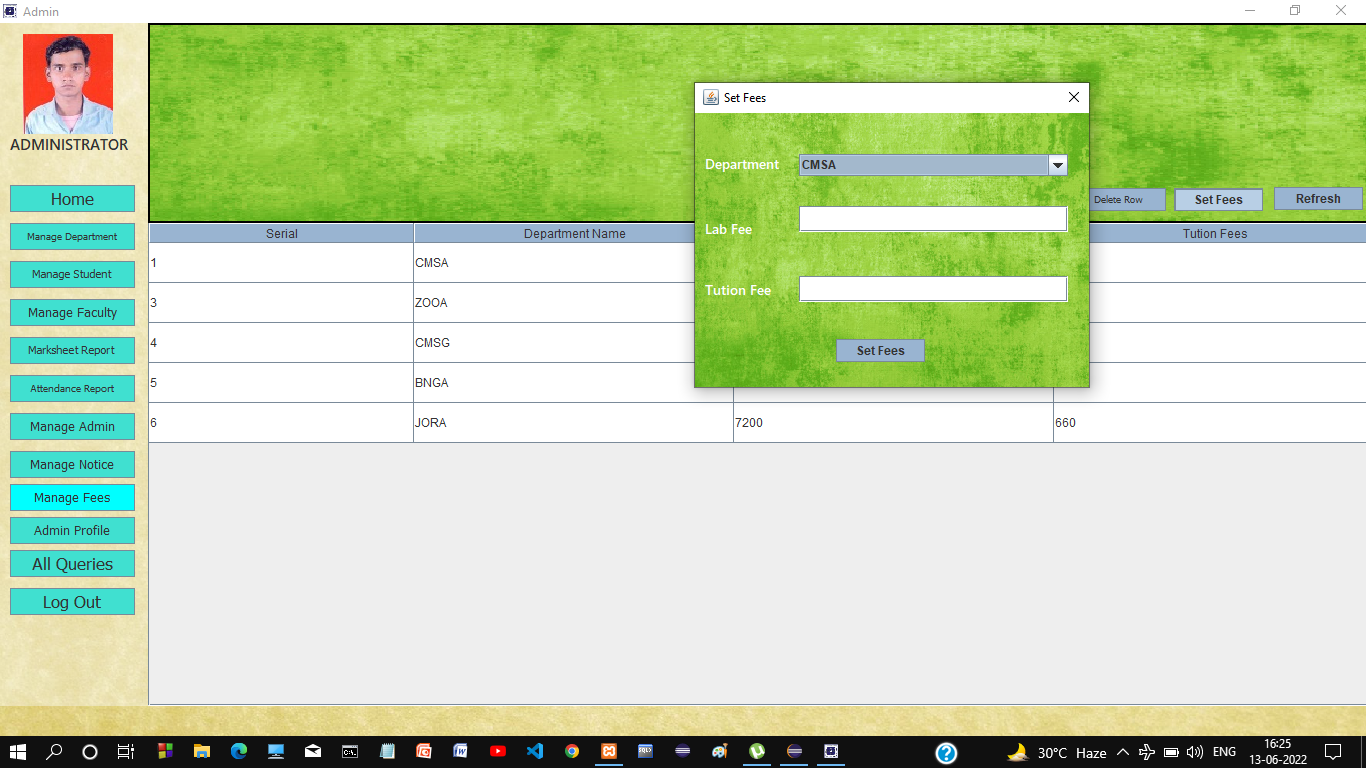 Admin
ADMINISTRATOR
Home
Manage Department
Manage Student
Manage Faculty
Marksheet Report
Attendance Report
Manage Admin
Manage Notice
Manage Fees
Admin Profile
All Queries
Log Out
Set Fees
Department CMSA
Lab Fee
Tution Fee
Set Fees
Delete Row Set Fees Refresh
Serial Department Name Tution Fees
1 CMSA
3 ZOOA
4 CMSG
5 BNGA
6 JORA 7200 660
30°C Haze ENG 16:25
13-06-2022